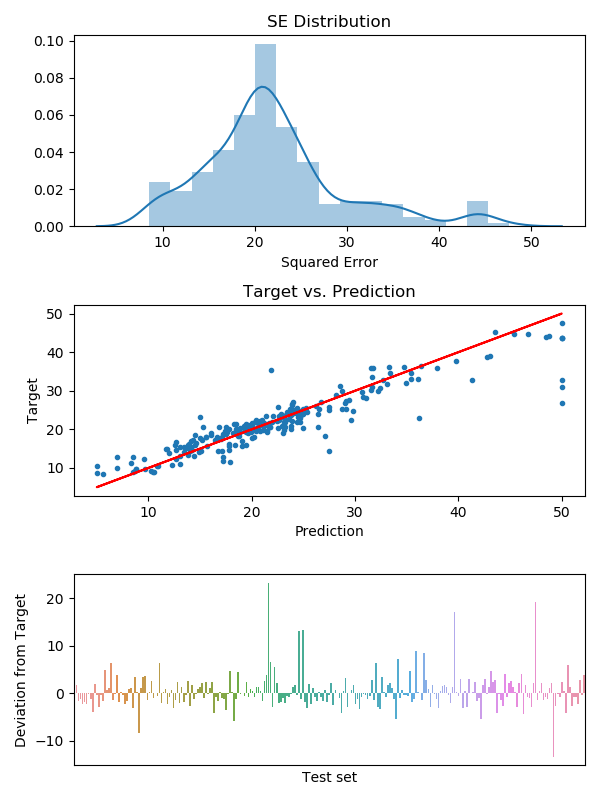 SE Distribution
0.10
0.08
0.06
0.04
0.02
0.00
10 20 30 40 50
Squared Error
Target vs. Prediction
50
40
30
20
10
Target
10 20 30 40 50
Prediction
20
10
0
−10
Deviation from Target
Test set